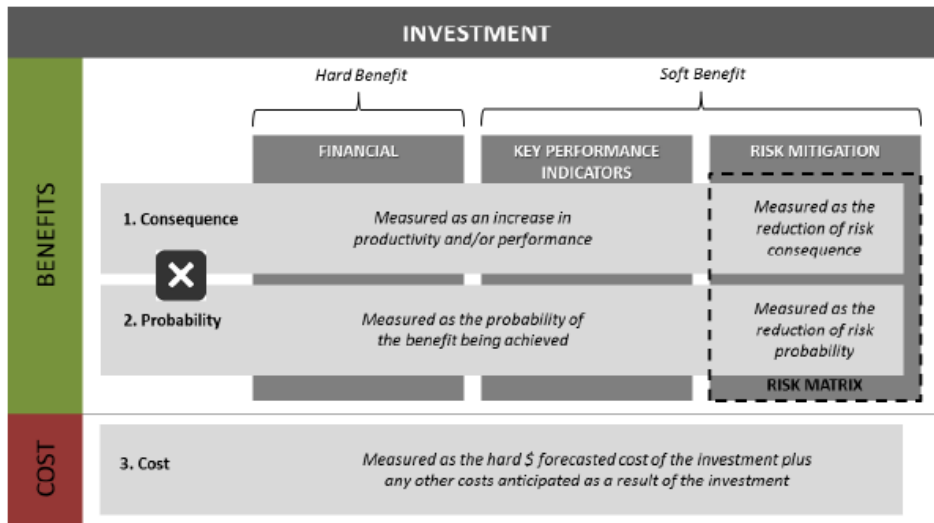 INVESTMENT
BENEFITS
Hard Benefit
Soft Benefit
FINANCIAL
KEY PERFORMANCE
INDICATORS
RISK MITIGATION
1. Consequence
Measured as an increase in
productivity and/or performance
Measured as the
reduction of risk
consequence
2. Probability
Measured as the probability of
the benefit being achieved
Measured as the
reduction of risk
probability
RISK MATRIX
COST
3. Cost
Measured as the hard $ forecasted cost of the investment plus
any other costs anticipated as a result of the investment